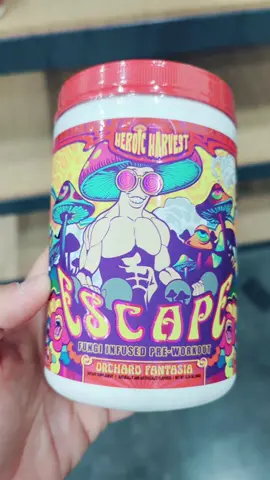 HEROIC HARVEST
ESCAPE
FUNGI INFUSED PRE-WORKOUT
ORCHARD FANTASIA